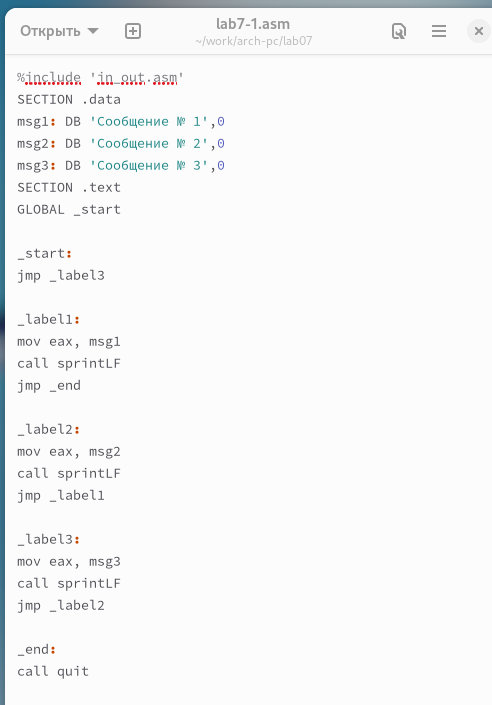 Открыть
lab7-1.asm
~/work/arch-pc/lab07
%include 'in_out.asm'
SECTION .data
msg1: DB 'Сообщение № 1',0
msg2: DB 'Сообщение № 2',0
msg3: DB 'Сообщение № 3',0
SECTION .text
GLOBAL _start
_start:
jmp _label3
_label1:
mov eax, msg1
call sprintLF
jmp _end
_label2:
mov eax, msg2
call sprintLF
jmp _label1
_label3:
mov eax, msg3
call sprintLF
jmp _label2
_end:
call quit